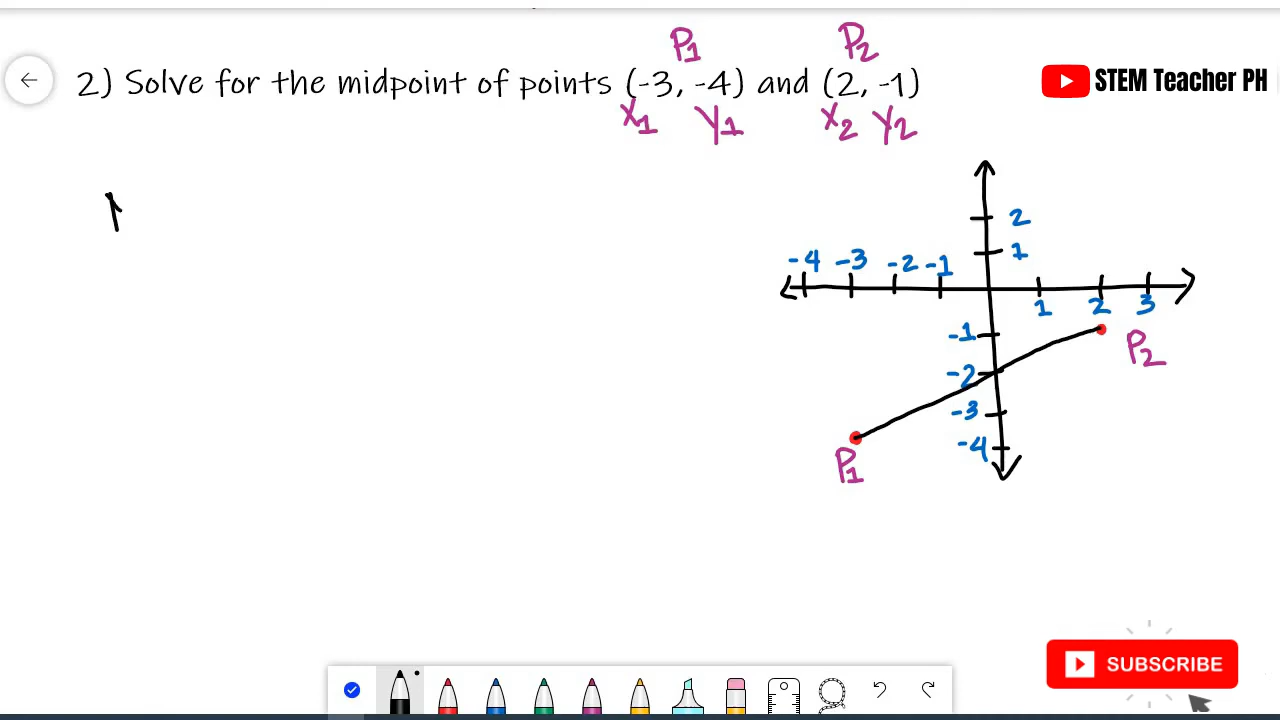 P1 P2
2) Solve for the midpoint of points (-3, -4) and (2, -1)
STEM Teacher PH
x1 y1 x2 y2
2
1
-4 -3 -2 -1
1 2 3
-1
P2
-2
-3
-4
P1
SUBSCRIBE